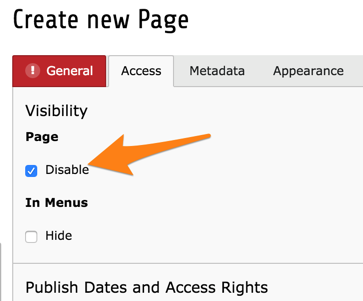 Create new Page
! General Access Metadata Appearance
Visibility
Page
Disable
In Menus
Hide
Publish Dates and Access Rights